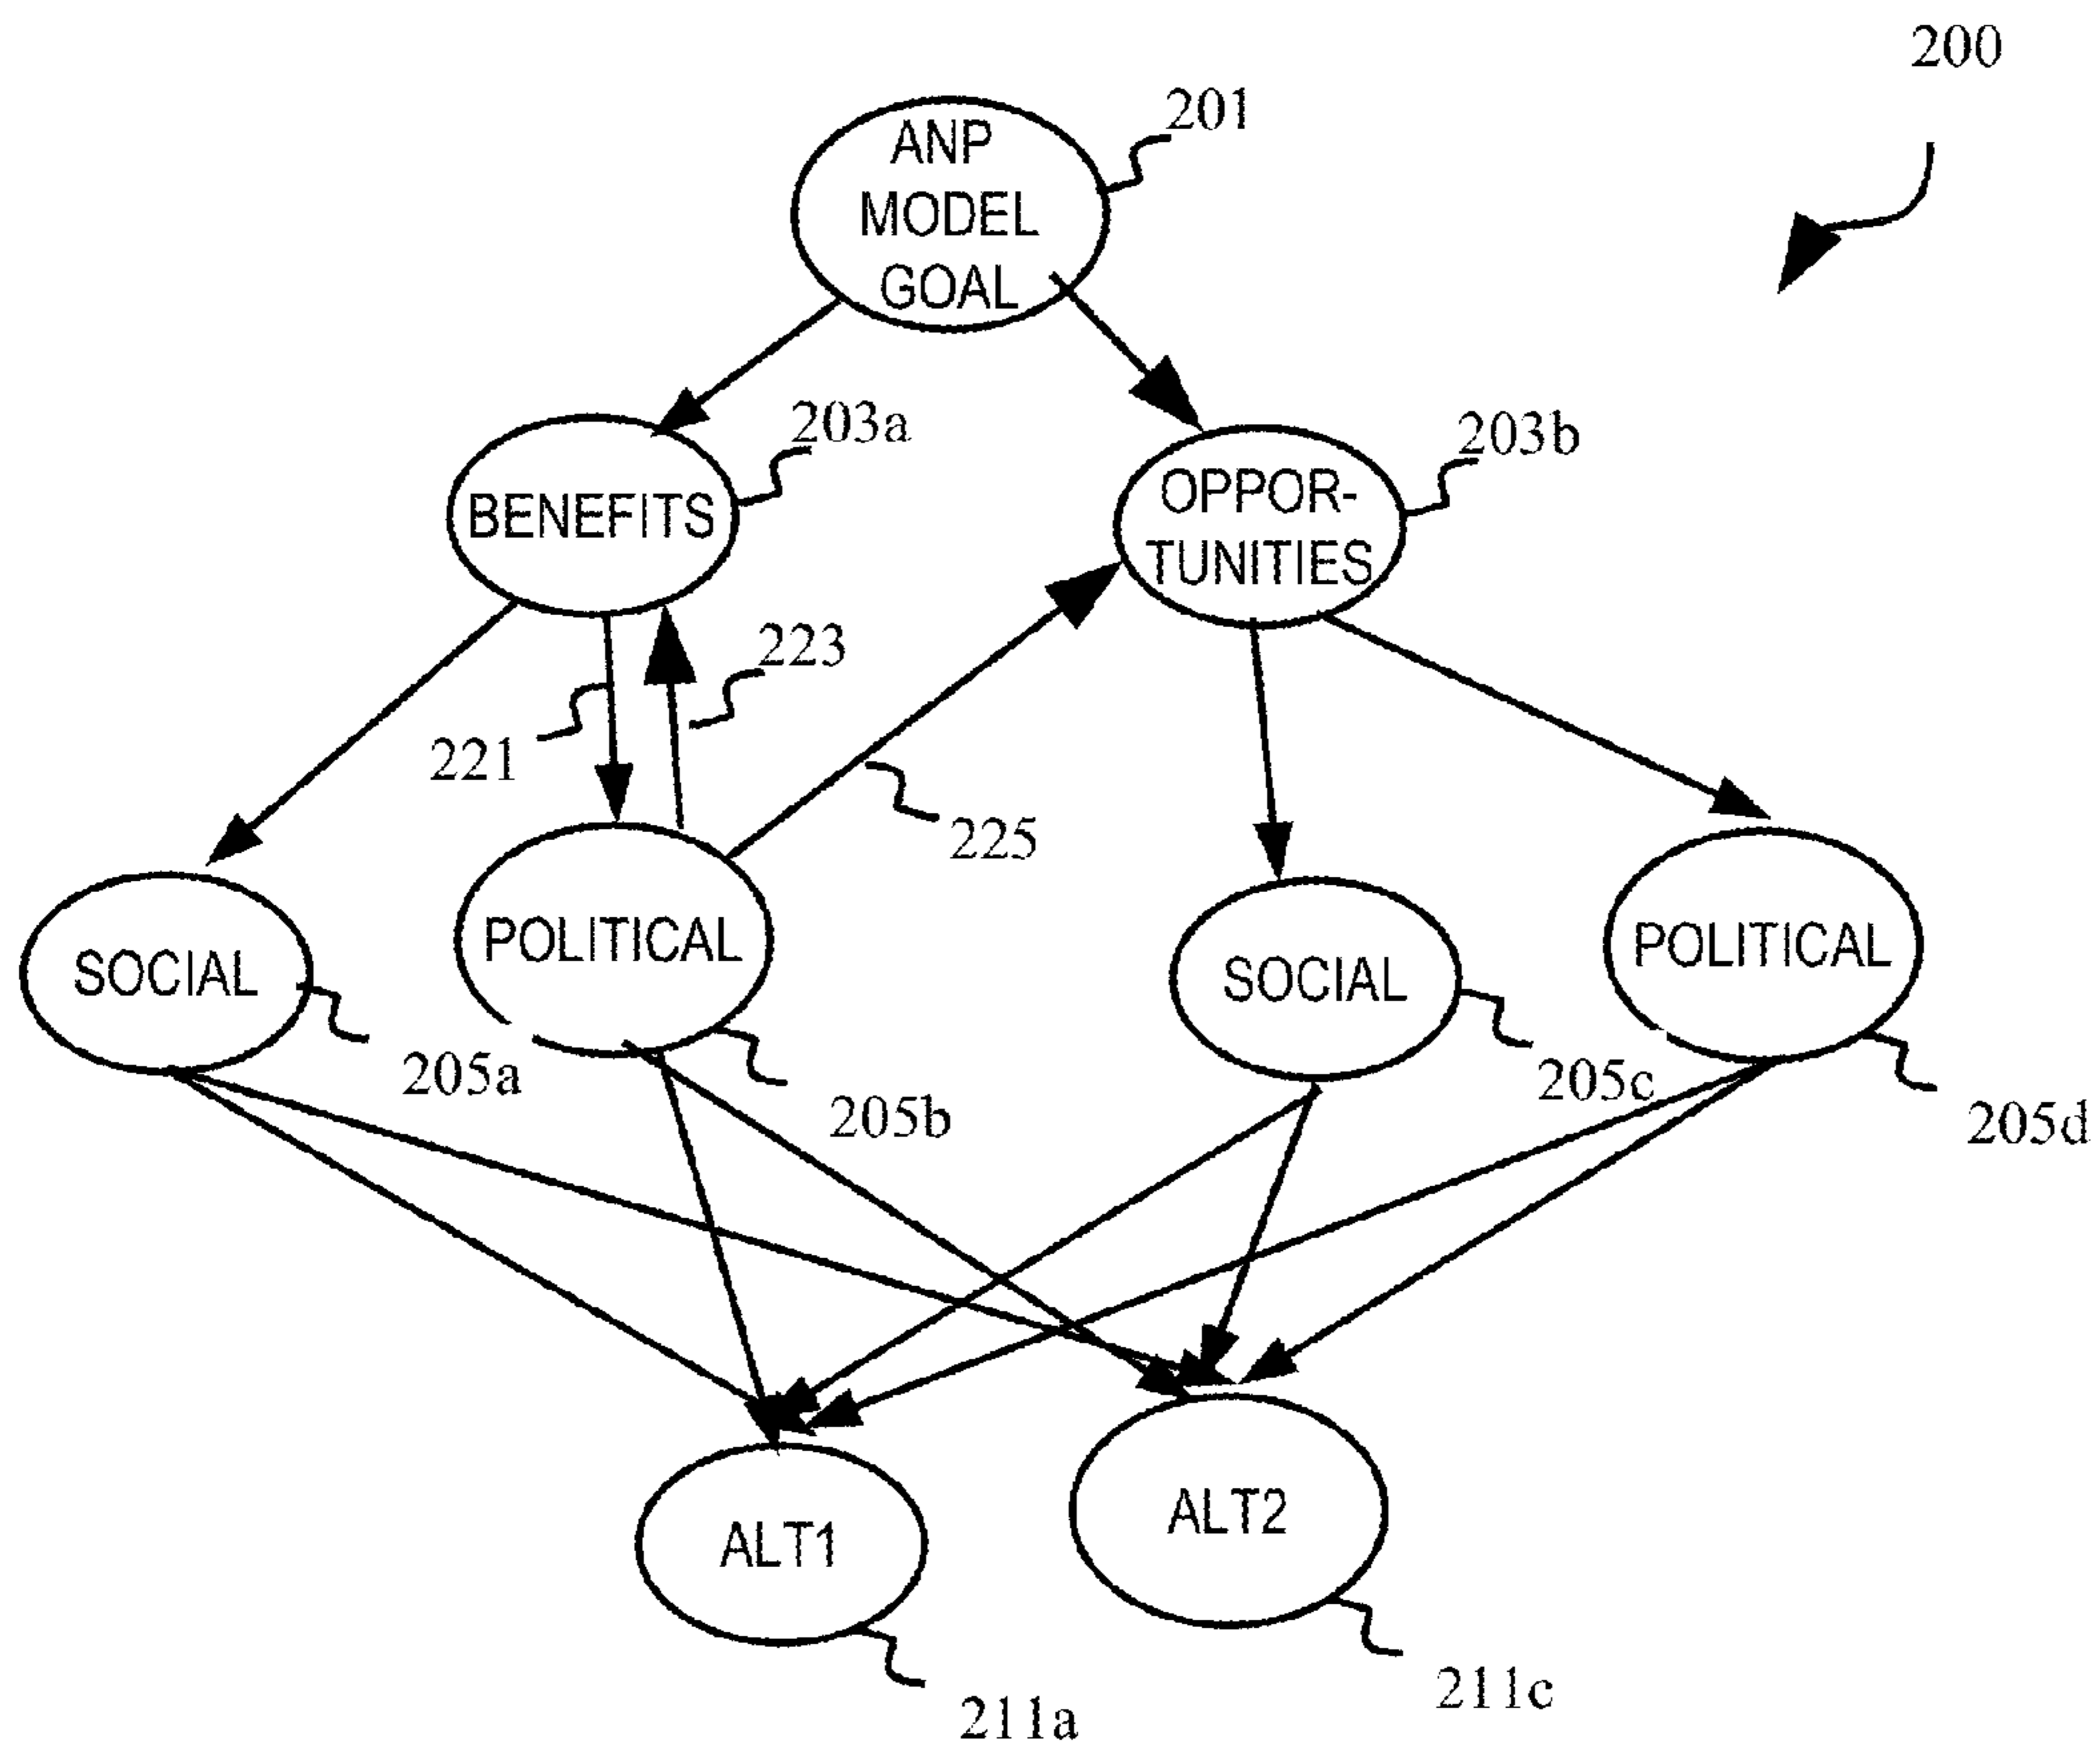 200
201
ANP
MODEL
GOAL
203a
203b
BENEFITS
OPPOR-
TUNITIES
223
221
225
SOCIAL
POLITICAL
SOCIAL
POLITICAL
205a
205b
205c
205d
ALT1
ALT2
211a
211c